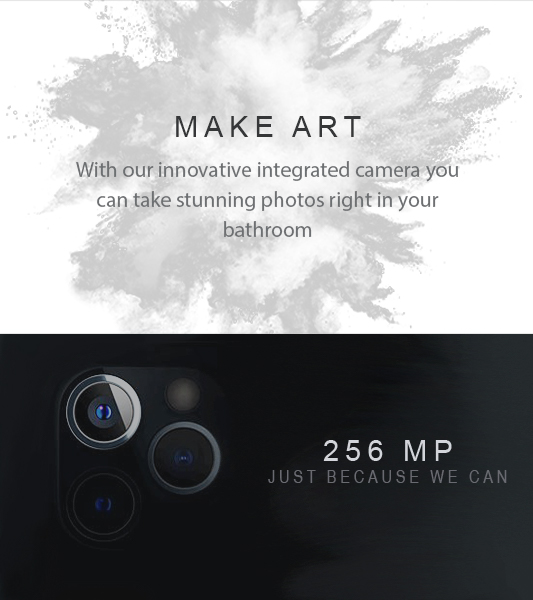 MAKE ART
With our innovative integrated camera you
can take stunning photos right in your
bathroom
256 MP
JUST BECAUSE WE CAN